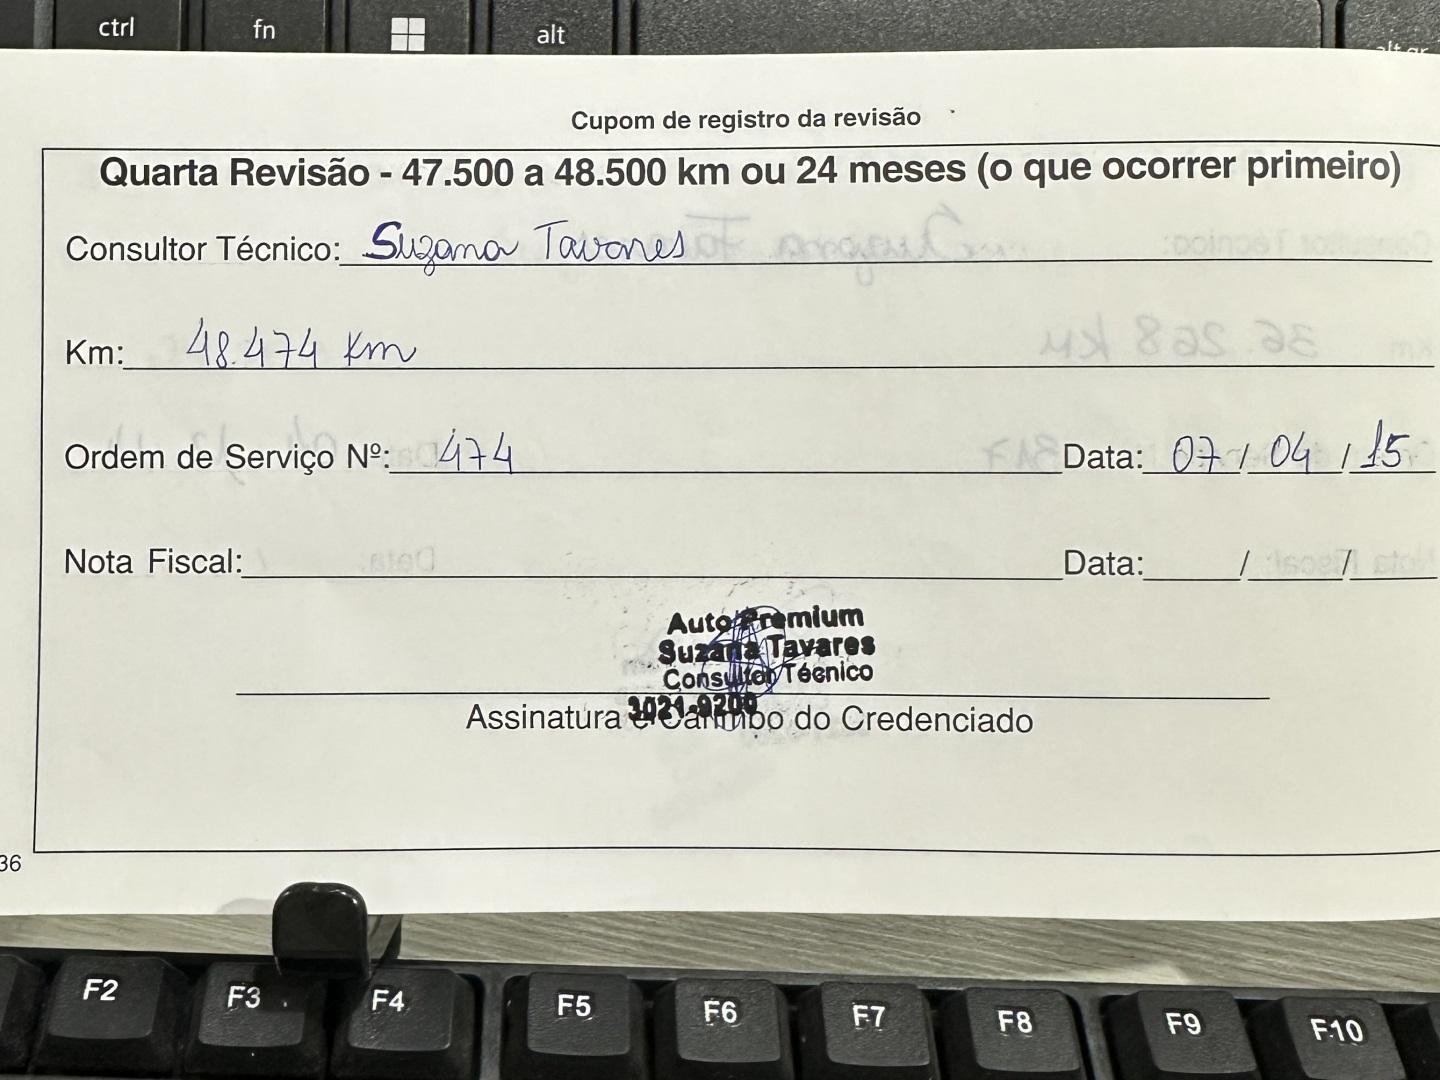 ctrl fn alt alt gr
Cupom de registro da revisão
Quarta Revisão - 47.500 a 48.500 km ou 24 meses (o que ocorrer primeiro)
Consultor Técnico: Suzana Tavares
Km: 48.474 Km
Ordem de Serviço Nº: 474 Data: 07 / 04 / 15
Nota Fiscal: Data: / /
Auto Premium
Suzana Tavares
Consultor Técnico
3021-9200
Assinatura e Carimbo do Credenciado
36
F2 F3 F4 F5 F6 F7 F8 F9 F10